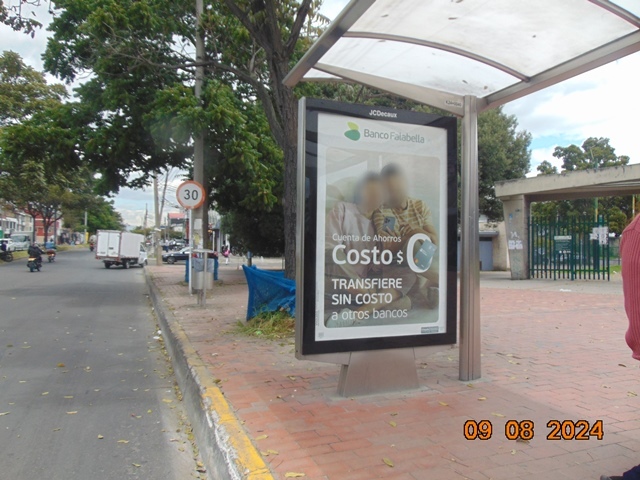 JCDecaux
Banco Falabella
30
Cuenta de Ahorros
Costo $0
TRANSFIERE
SIN COSTO
a otros bancos
09 08 2024